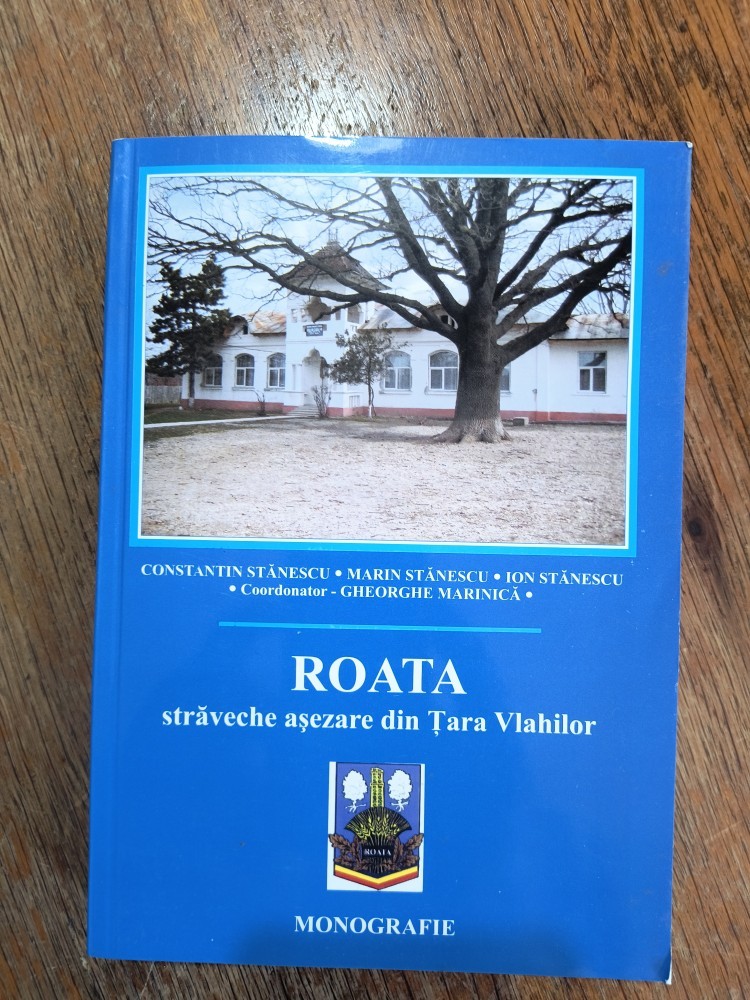 CONSTANTIN STĂNESCU • MARIN STĂNESCU • ION STĂNESCU
• Coordonator - GHEORGHE MARINICĂ •
ROATA
străveche aşezare din Ţara Vlahilor
ROATA
MONOGRAFIE